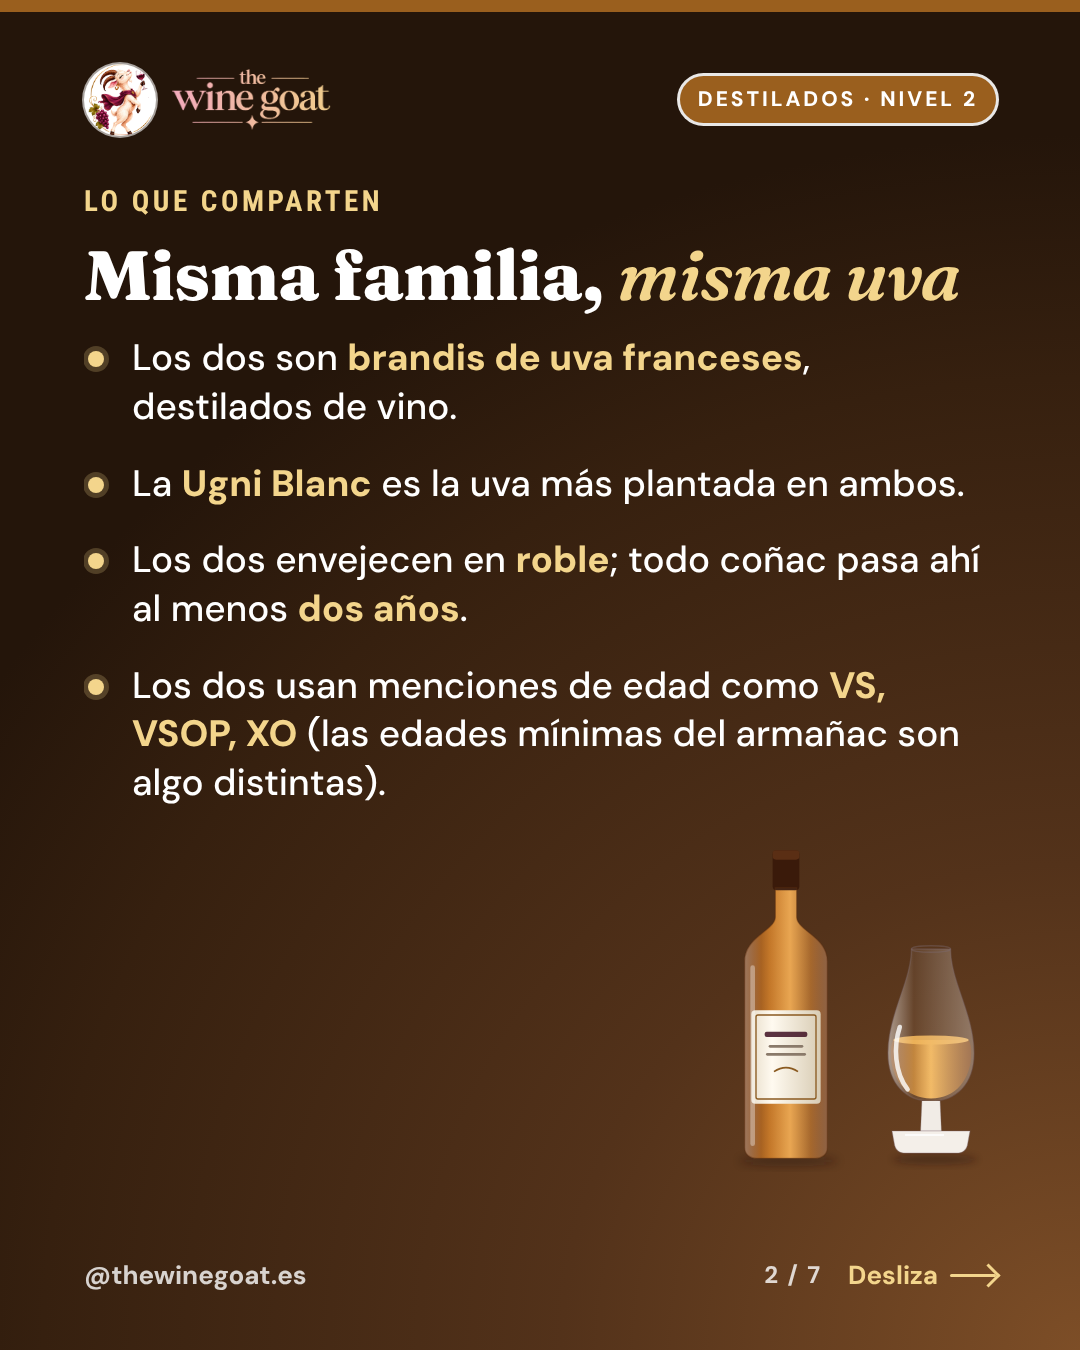 the
wine goat
DESTILADOS · NIVEL 2
LO QUE COMPARTEN
Misma familia, misma uva
Los dos son brandis de uva franceses,
destilados de vino.
La Ugni Blanc es la uva más plantada en ambos.
Los dos envejecen en roble; todo coñac pasa ahí
al menos dos años.
Los dos usan menciones de edad como VS,
VSOP, XO (las edades mínimas del armañac son
algo distintas).
@thewinegoat.es
2 / 7
Desliza